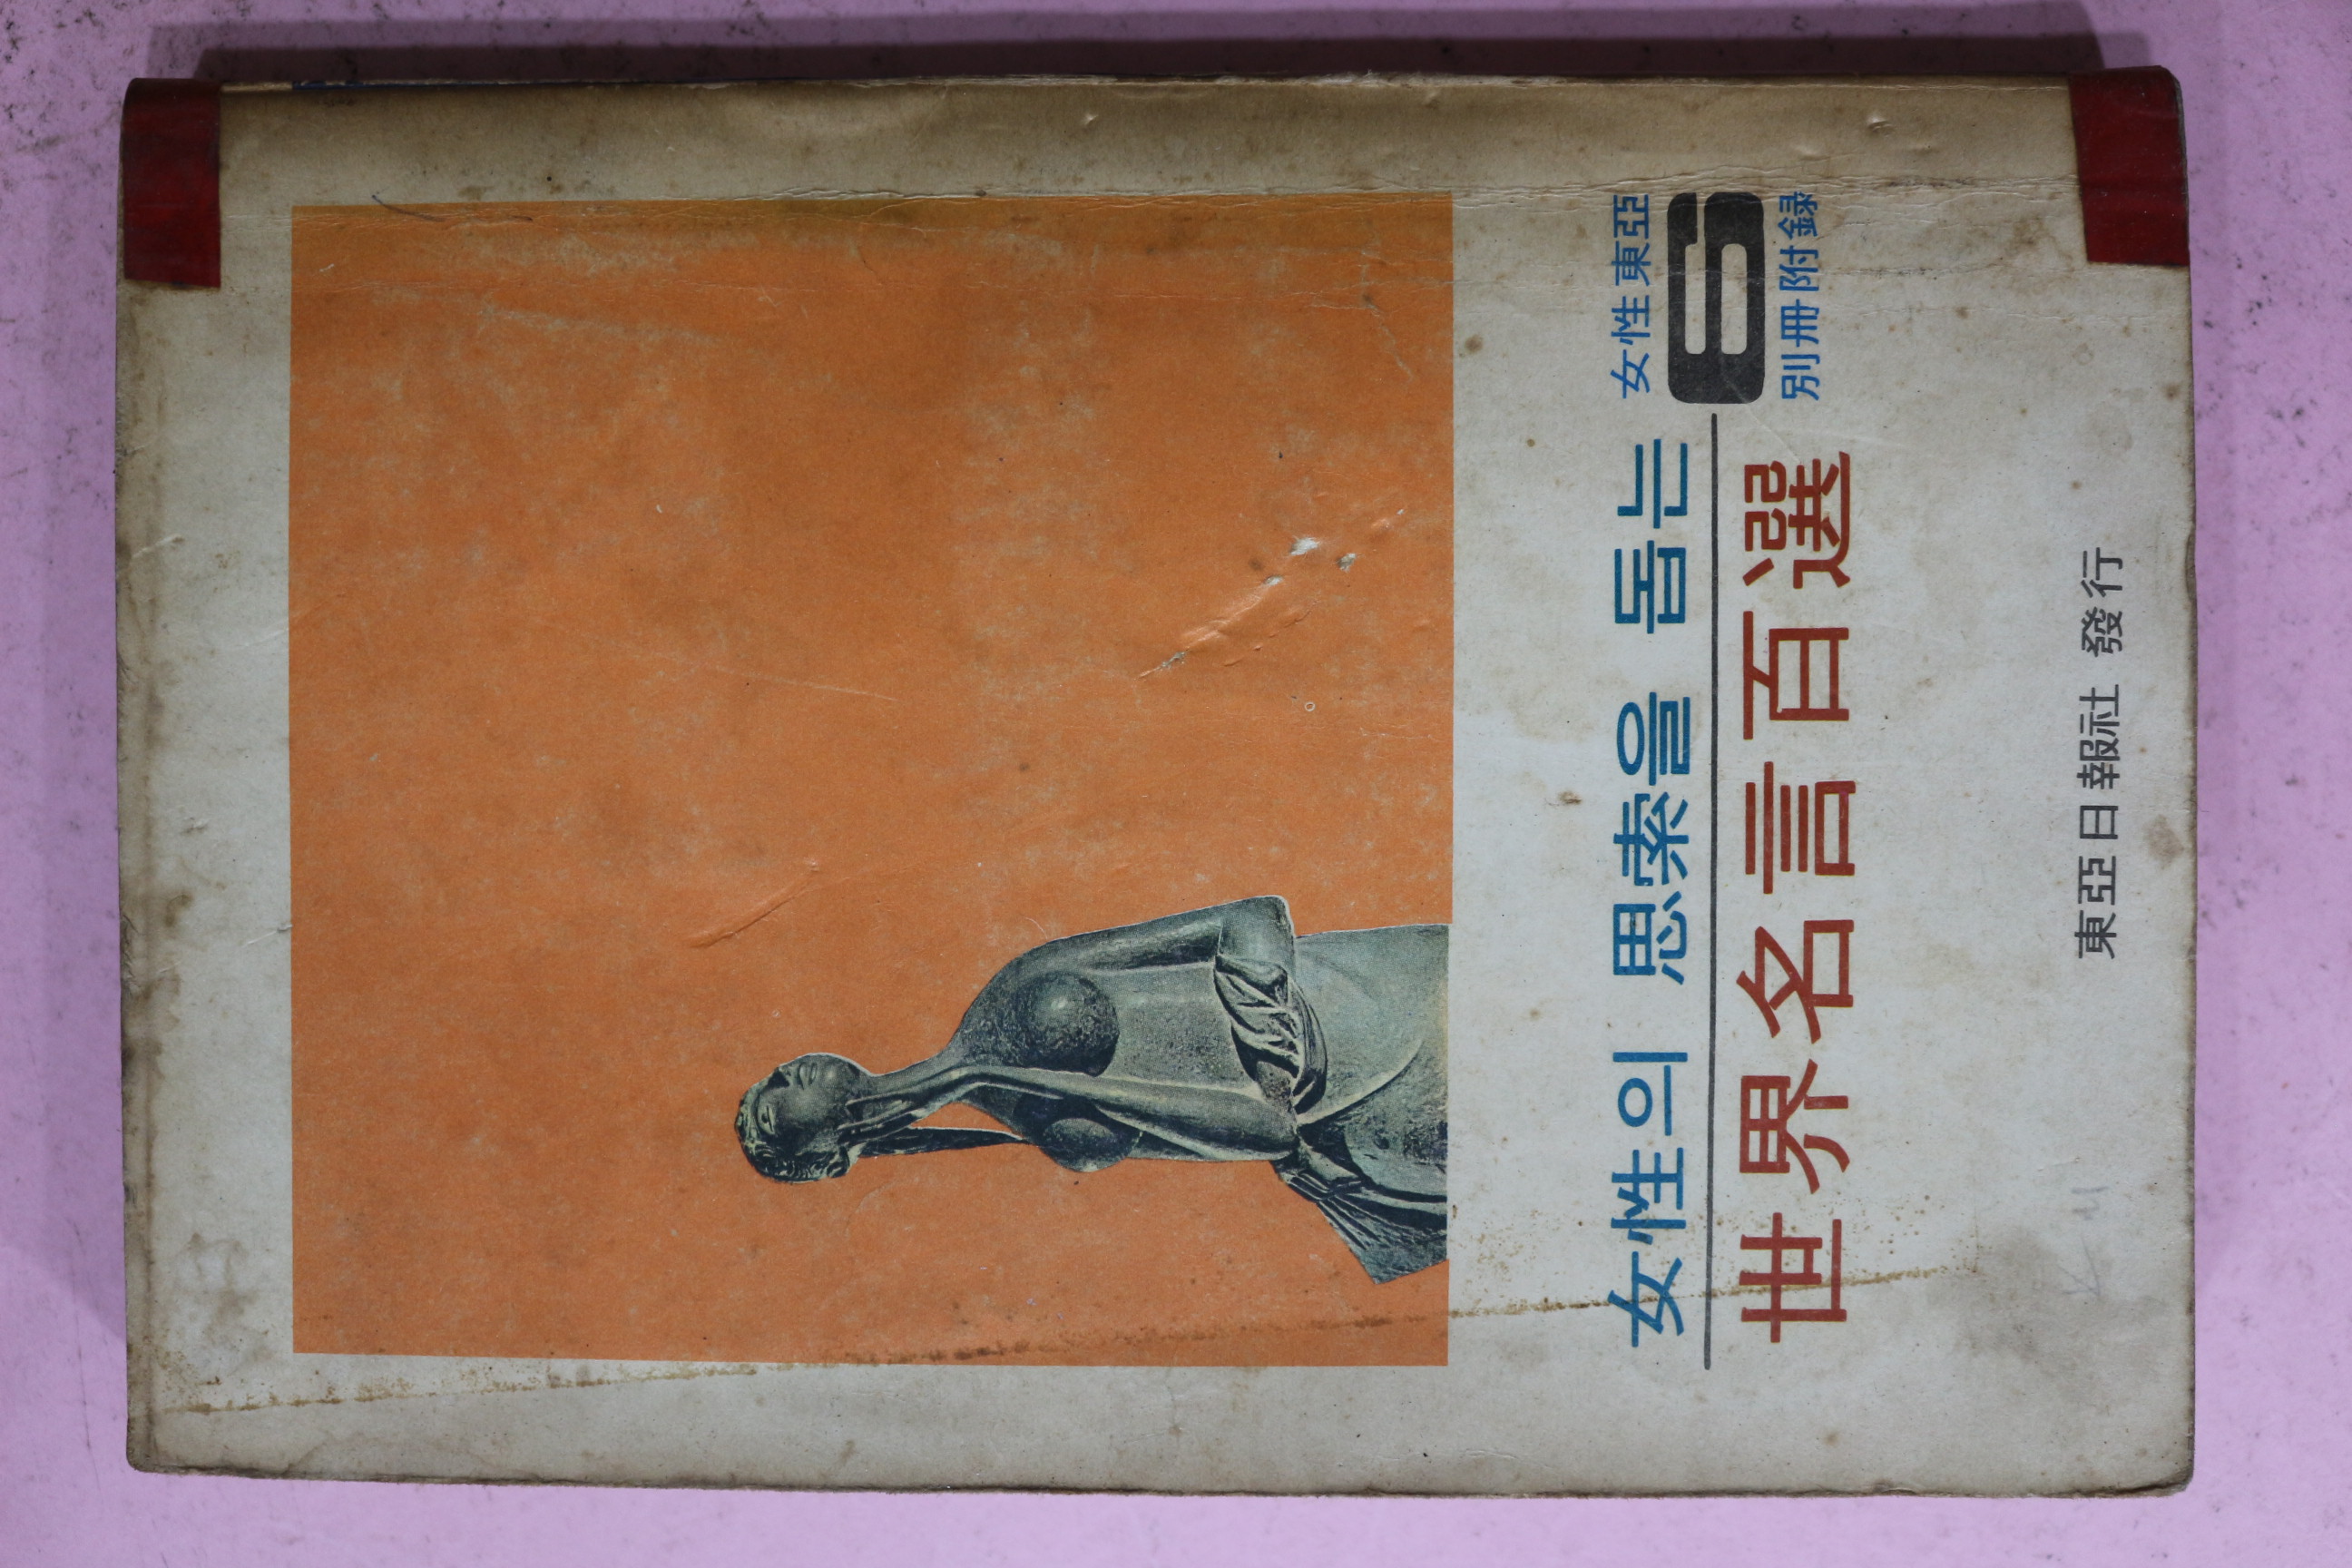 女性東亞
6
別冊附録
女性의 思索을 돕는
世界名言百選
東亞日報社 發行